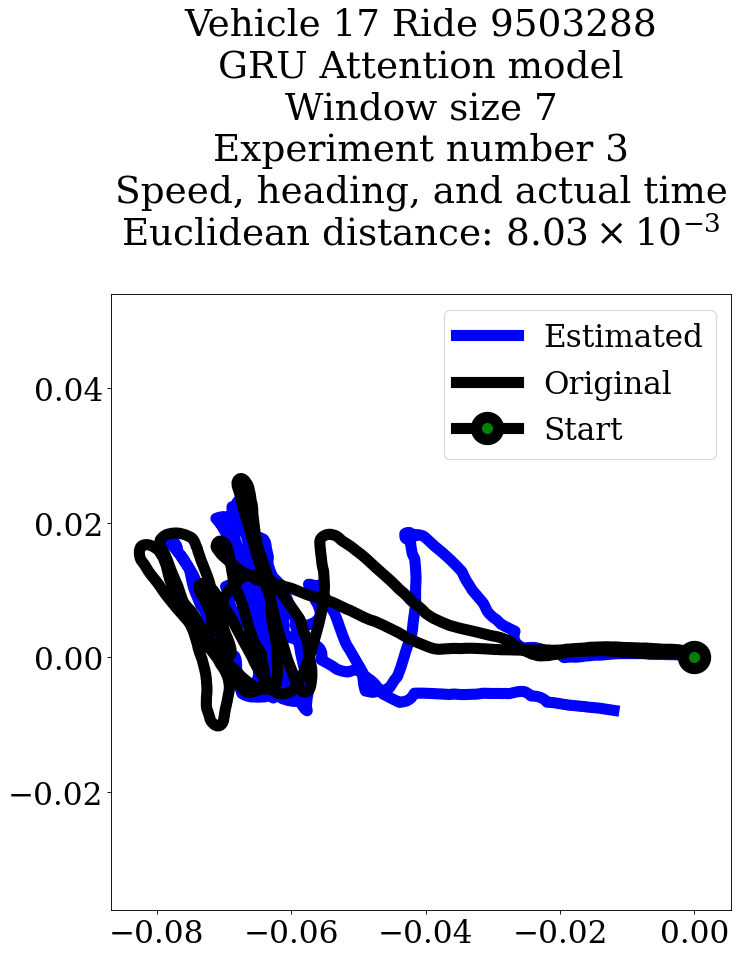 Vehicle 17 Ride 9503288
GRU Attention model
Window size 7
Experiment number 3
Speed, heading, and actual time
Euclidean distance: 8.03 × 10⁻³
Estimated
Original
Start
0.04
0.02
0.00
−0.02
−0.08 −0.06 −0.04 −0.02 0.00